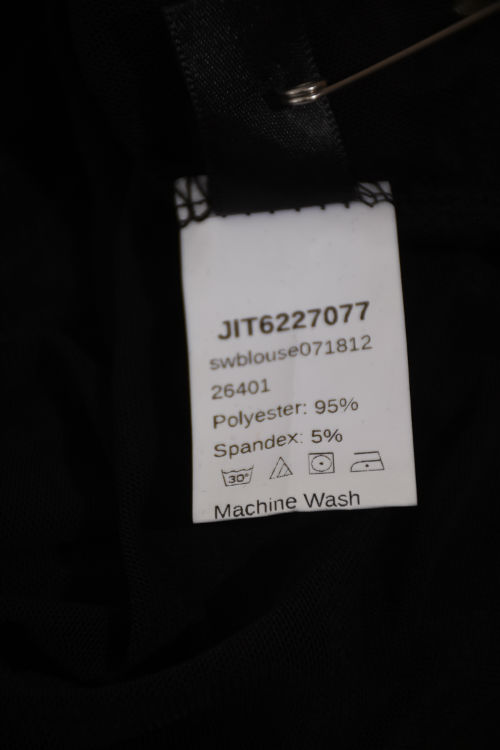 JIT6227077
swblouse071812
26401
Polyester: 95%
Spandex: 5%
30°
Machine Wash